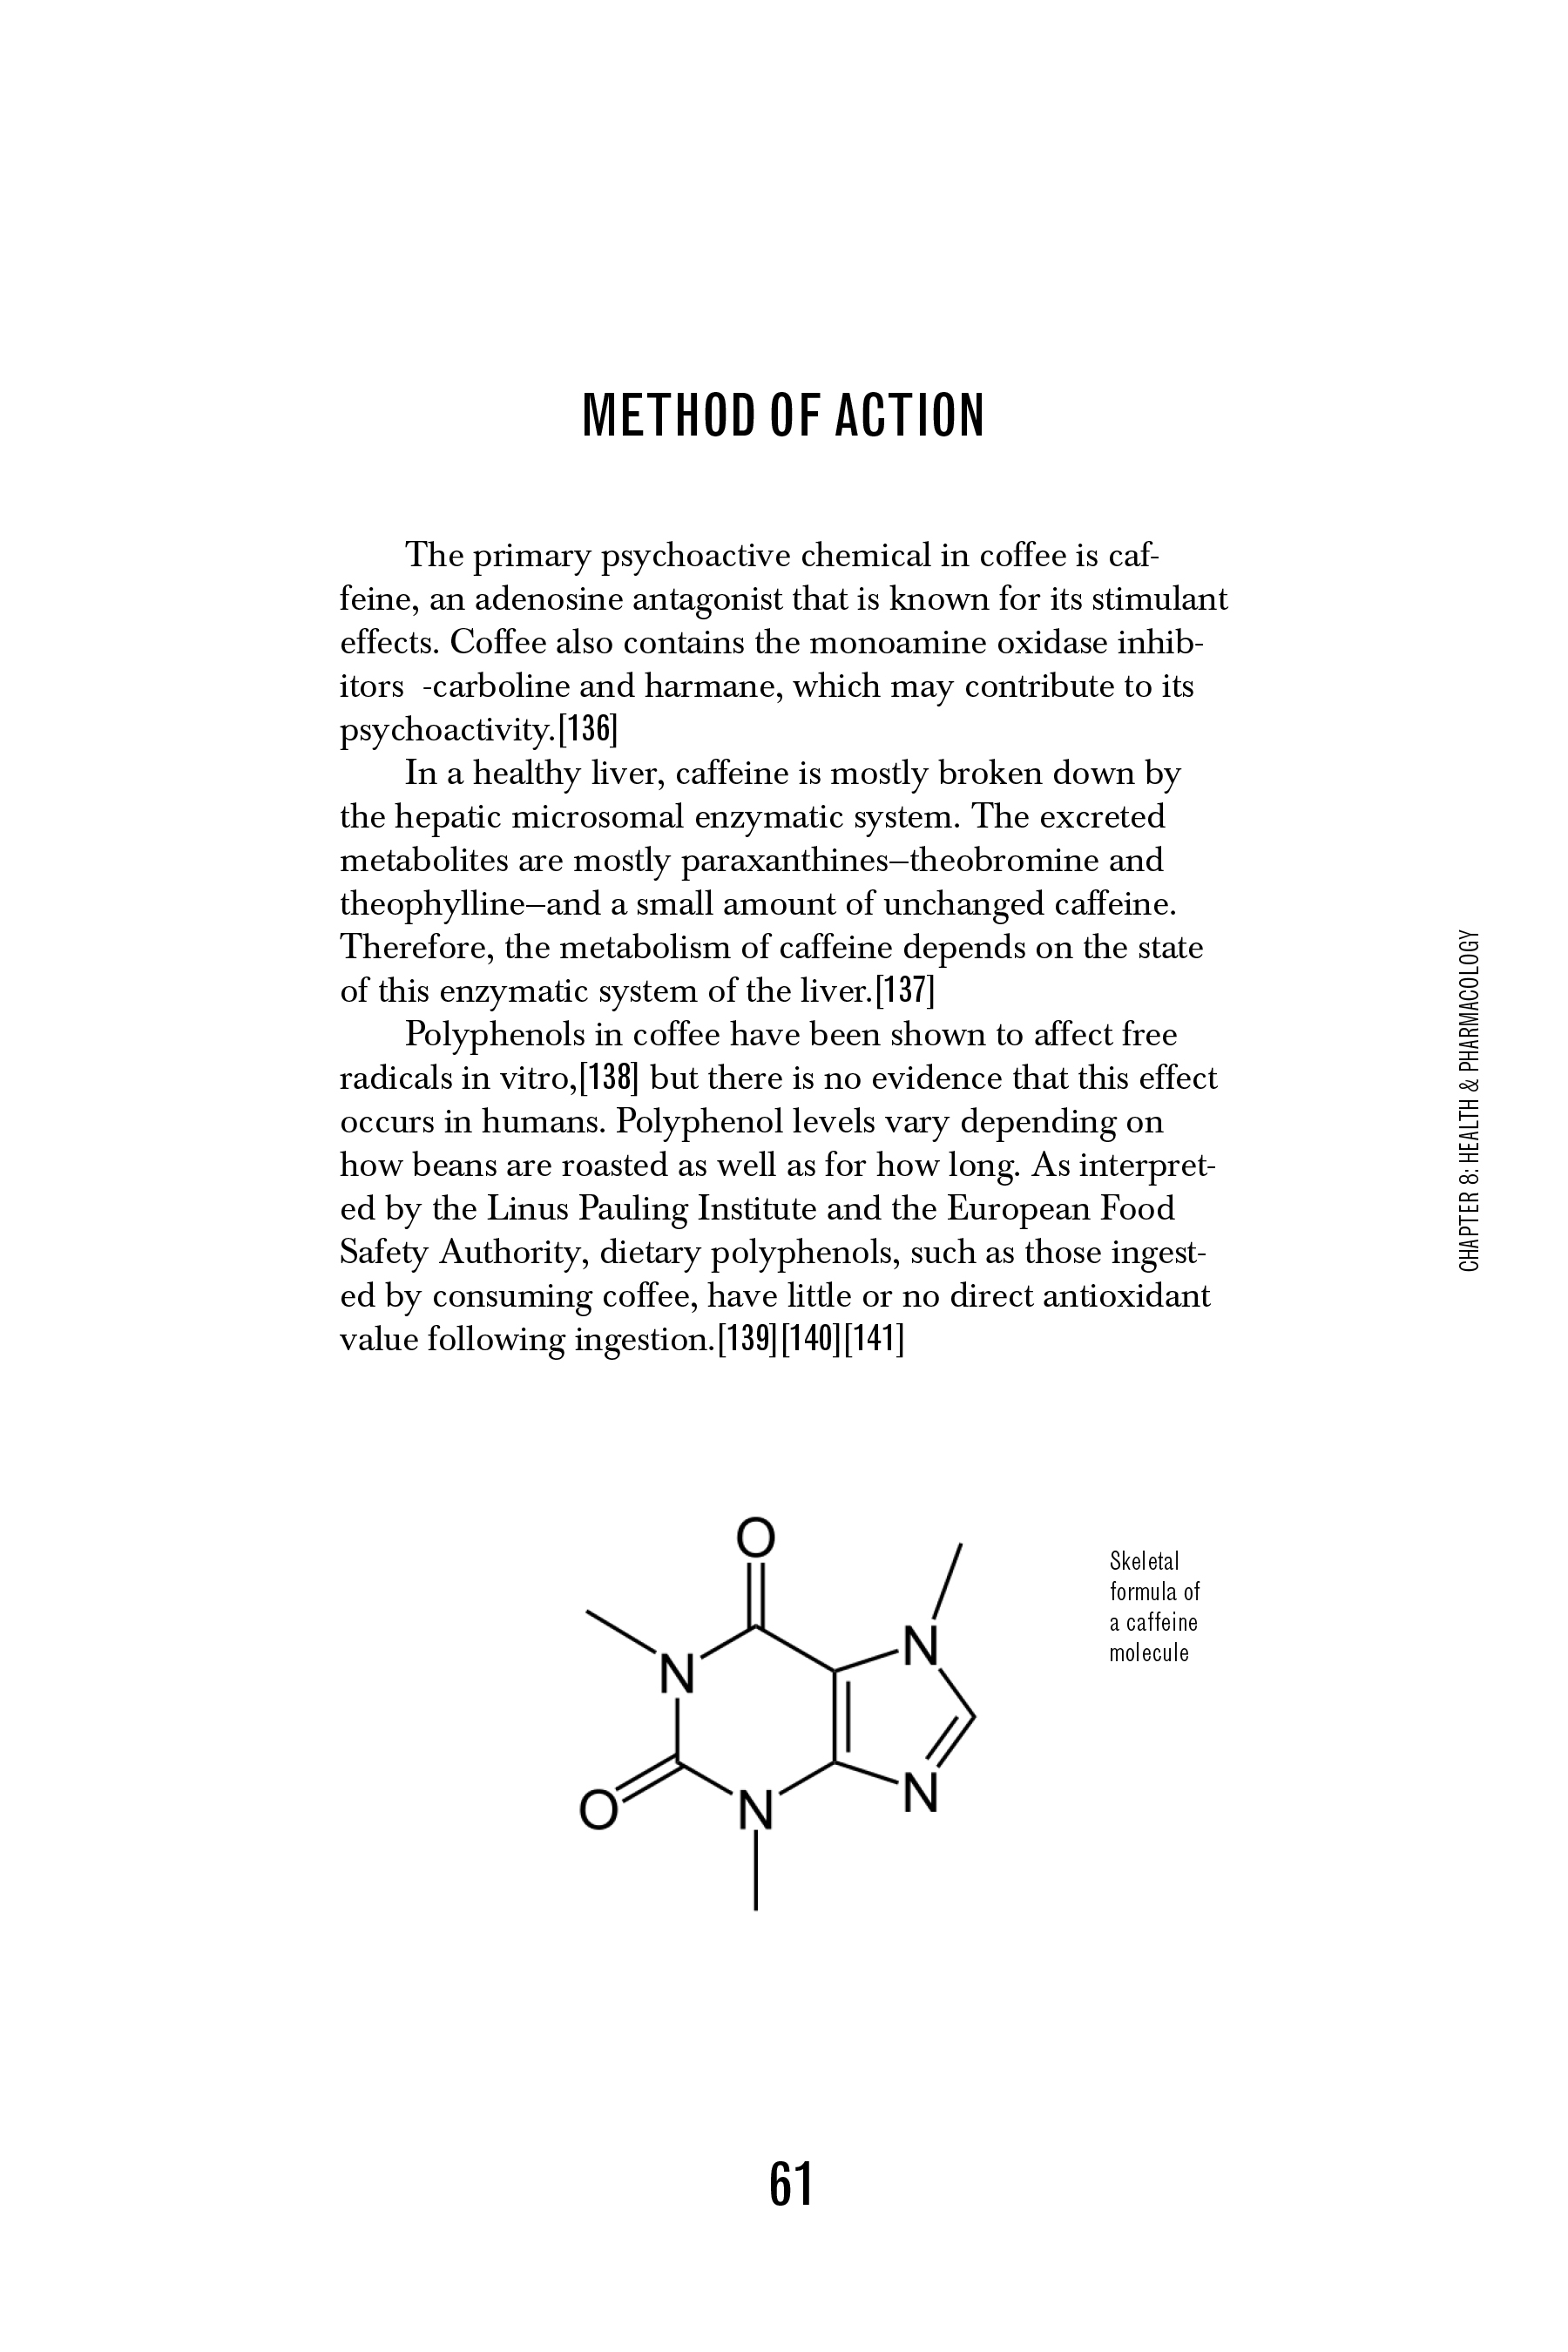 METHOD OF ACTION
The primary psychoactive chemical in coffee is caf-
feine, an adenosine antagonist that is known for its stimulant
effects. Coffee also contains the monoamine oxidase inhib-
itors  -carboline and harmane, which may contribute to its
psychoactivity.[136]
In a healthy liver, caffeine is mostly broken down by
the hepatic microsomal enzymatic system. The excreted
metabolites are mostly paraxanthines—theobromine and
theophylline—and a small amount of unchanged caffeine.
Therefore, the metabolism of caffeine depends on the state
of this enzymatic system of the liver.[137]
Polyphenols in coffee have been shown to affect free
radicals in vitro,[138] but there is no evidence that this effect
occurs in humans. Polyphenol levels vary depending on
how beans are roasted as well as for how long. As interpret-
ed by the Linus Pauling Institute and the European Food
Safety Authority, dietary polyphenols, such as those ingest-
ed by consuming coffee, have little or no direct antioxidant
value following ingestion.[139][140][141]
CHAPTER 8: HEALTH & PHARMACOLOGY
O
N
N
O
N
N
Skeletal
formula of
a caffeine
molecule
61